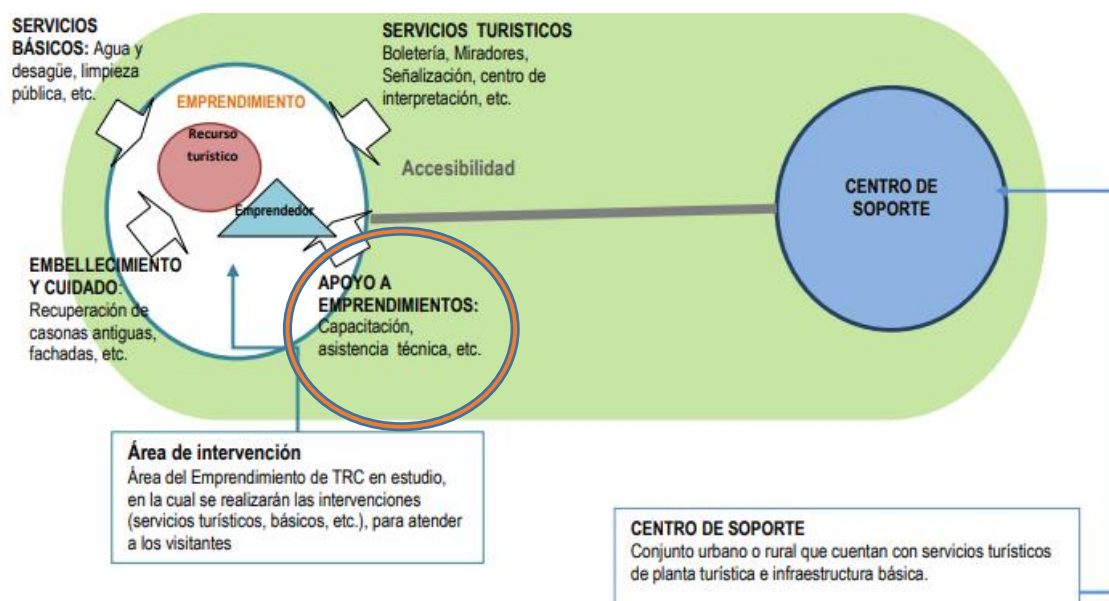 SERVICIOS
BÁSICOS: Agua y
desagüe, limpieza
pública, etc.
SERVICIOS TURISTICOS
Boletería, Miradores,
Señalización, centro de
interpretación, etc.
EMPRENDIMIENTO
Recurso
turístico
Emprendedor
Accesibilidad
CENTRO DE
SOPORTE
EMBELLECIMIENTO
Y CUIDADO:
Recuperación de
casonas antiguas,
fachadas, etc.
APOYO A
EMPRENDIMIENTOS:
Capacitación,
asistencia técnica, etc.
Área de intervención
Área del Emprendimiento de TRC en estudio,
en la cual se realizarán las intervenciones
(servicios turísticos, básicos, etc.), para atender
a los visitantes
CENTRO DE SOPORTE
Conjunto urbano o rural que cuentan con servicios turísticos
de planta turística e infraestructura básica.